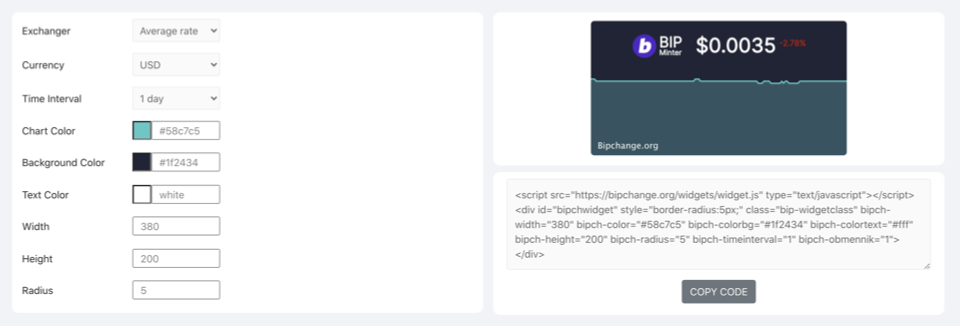 Exchanger
Average rate
Currency
USD
Time Interval
1 day
Chart Color
#58c7c5
Background Color
#1f2434
Text Color
white
Width
380
Height
200
Radius
5
b BIP
Minter
$0.0035 -2.78%
Bipchange.org
<script src="https://bipchange.org/widgets/widget.js" type="text/javascript"></script>
<div id="bipchwidget" style="border-radius:5px;" class="bip-widgetclass" bipch-
width="380" bipch-color="#58c7c5" bipch-colorbg="#1f2434" bipch-colortext="#fff"
bipch-height="200" bipch-radius="5" bipch-timeinterval="1" bipch-obmennik="1">
</div>
COPY CODE